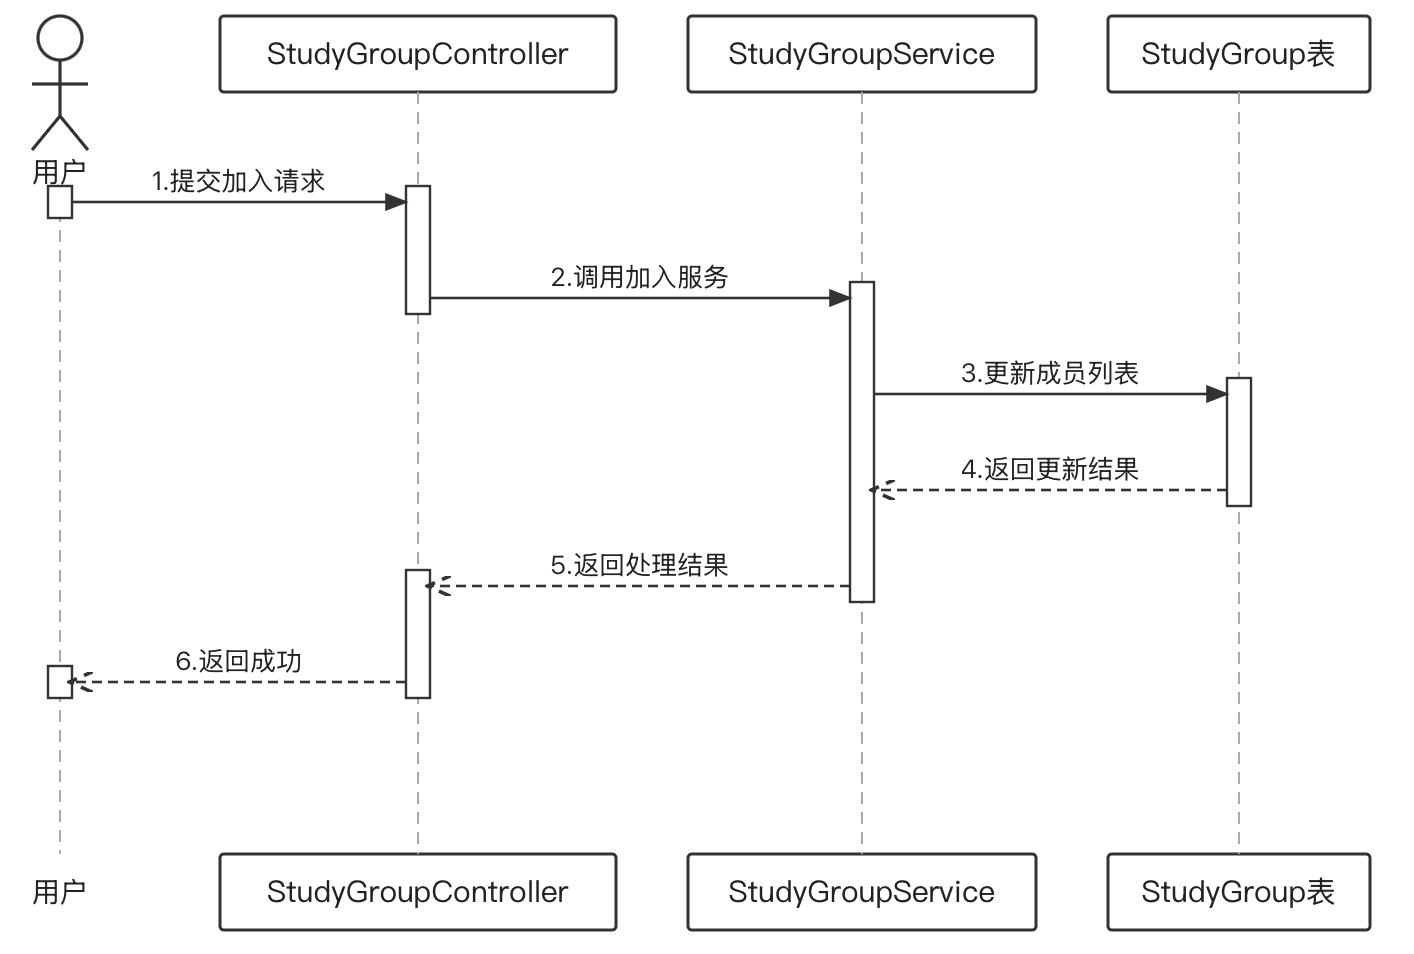 StudyGroupController
StudyGroupService
StudyGroup表
用户
1.提交加入请求
2.调用加入服务
3.更新成员列表
4.返回更新结果
5.返回处理结果
6.返回成功
用户
StudyGroupController
StudyGroupService
StudyGroup表